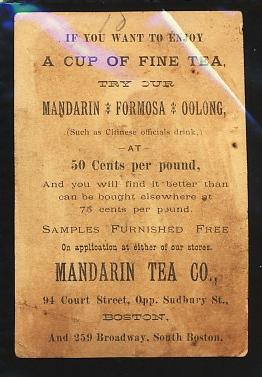 10
IF YOU WANT TO ENJOY
A CUP OF FINE TEA,
TRY OUR
MANDARIN ‡ FORMOSA ‡ OOLONG,
(Such as Chinese officials drink,)
—AT—
50 Cents per pound,
And you will find it better than
can be bought elsewhere at
75 cents per pound.
SAMPLES FURNISHED FREE
On application at either of our stores.
MANDARIN TEA CO.,
94 Court Street, Opp. Sudbury St.,
BOSTON,
And 259 Broadway, South Boston.